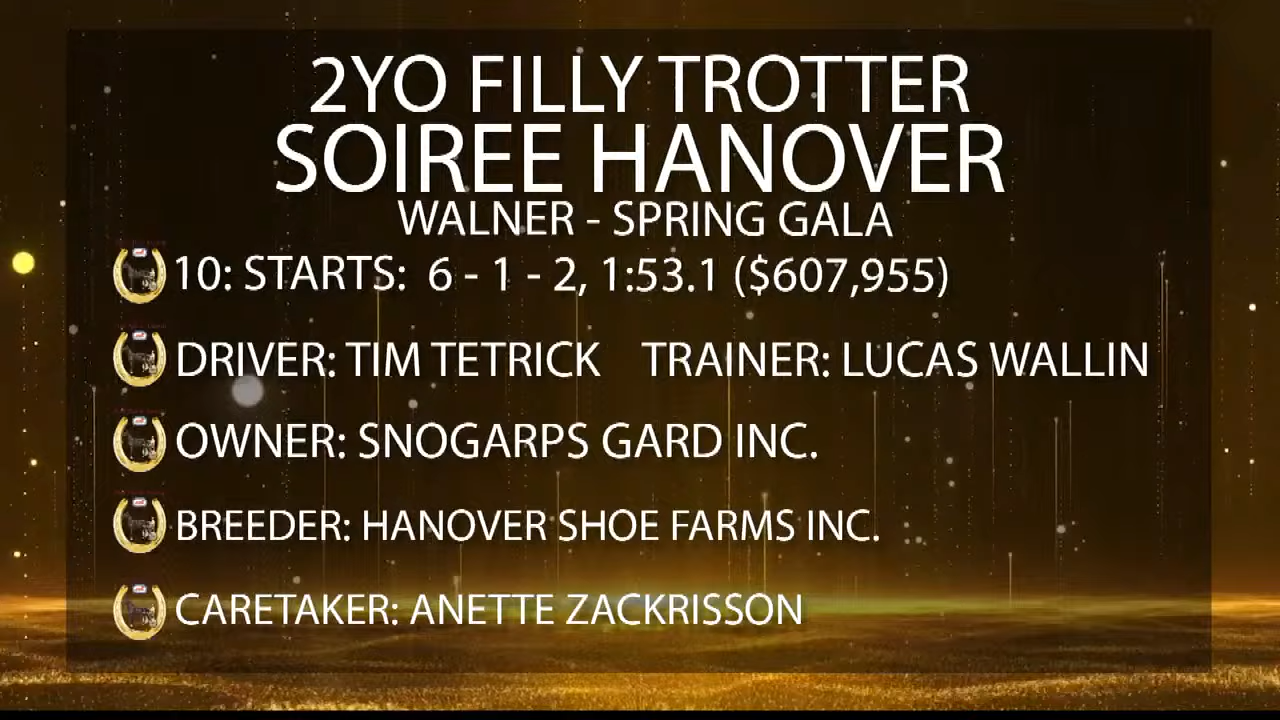 2YO FILLY TROTTER
SOIREE HANOVER
WALNER - SPRING GALA
10: STARTS: 6 - 1 - 2, 1:53.1 ($607,955)
DRIVER: TIM TETRICK TRAINER: LUCAS WALLIN
OWNER: SNOGARPS GARD INC.
BREEDER: HANOVER SHOE FARMS INC.
CARETAKER: ANETTE ZACKRISSON